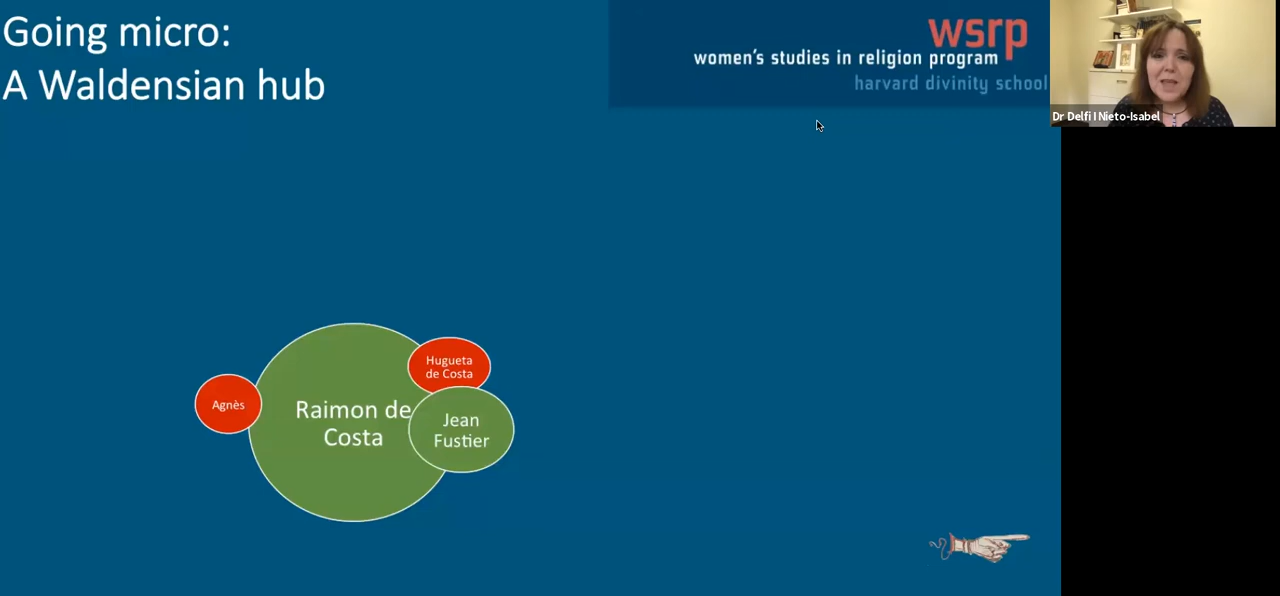 Going micro:
A Waldensian hub
wsrp
women's studies in religion program
harvard divinity school
Dr Delfi I Nieto-Isabel
Hugueta
de Costa
Agnès
Raimon de
Costa
Jean
Fustier